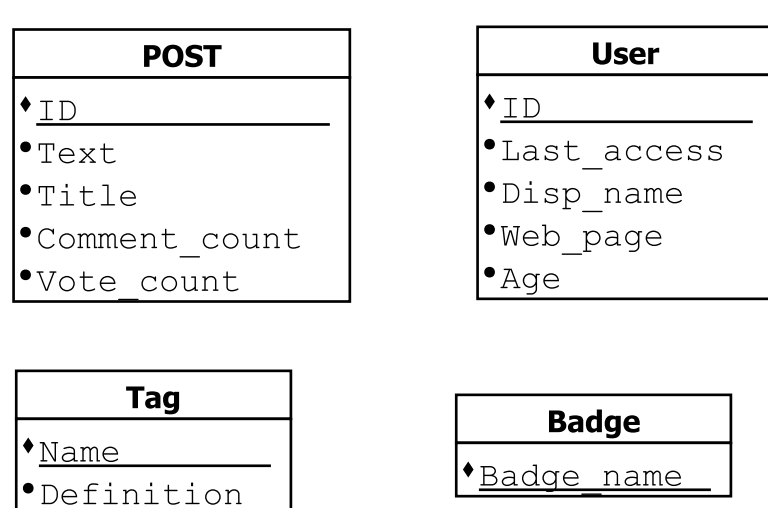 POST
ID
Text
Title
Comment_count
Vote_count
User
ID
Last_access
Disp_name
Web_page
Age
Tag
Name
Definition
Badge
Badge_name